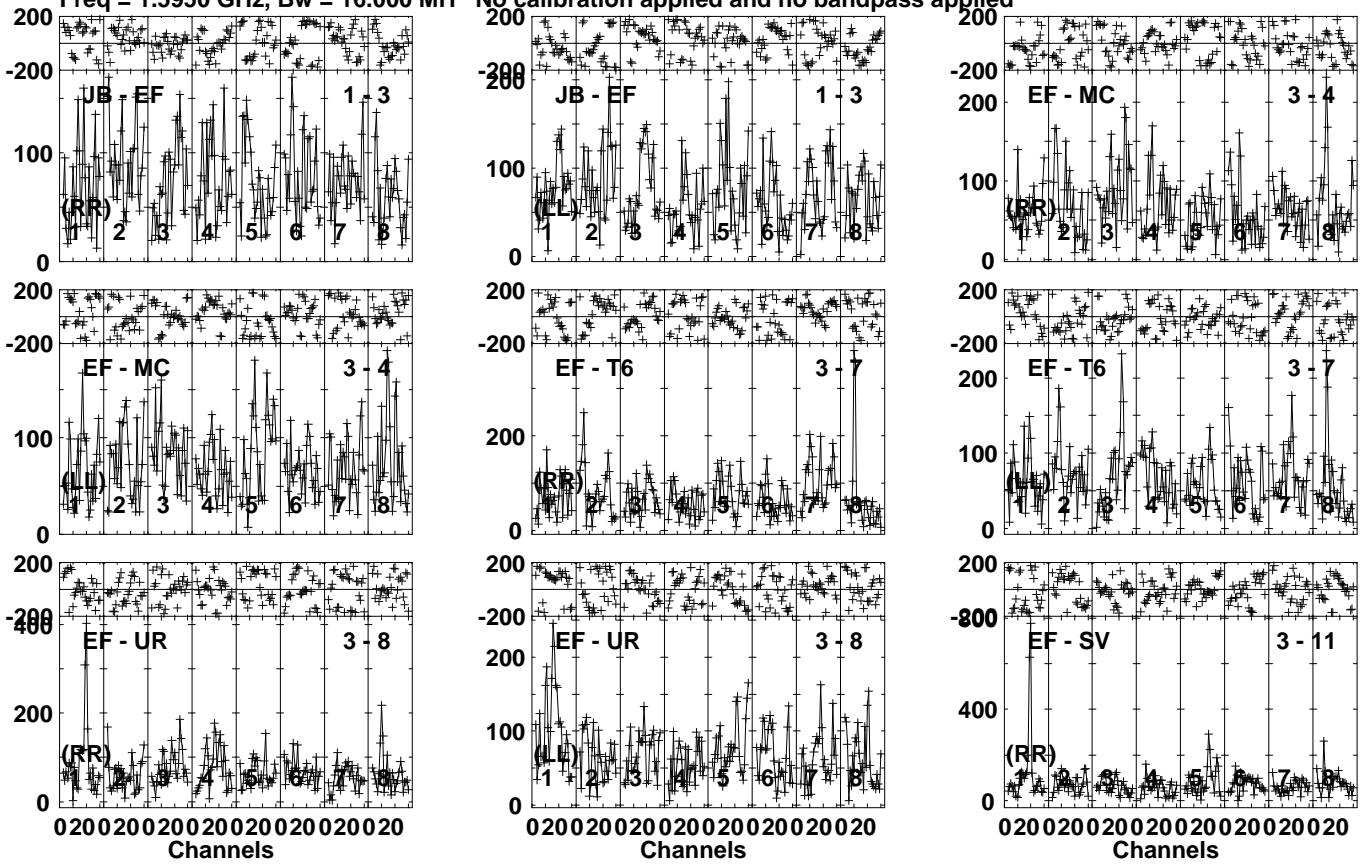 Freq = 1.5950 GHz, Bw = 16.000 MH No calibration applied and no bandpass applied
200 200 200
-200 -200 -200
JB - EF 1 - 3 200 JB - EF 1 - 3 EF - MC 3 - 4
200
100 100 100
(RR) (LL) (RR)
1 2 3 4 5 6 7 8 1 2 3 4 5 6 7 8 1 2 3 4 5 6 7 8
0 0 0
200 200 200
-200 -200 -200
EF - MC 3 - 4 EF - T6 3 - 7 EF - T6 3 - 7
200 200
100 100 100
(LL) (RR) (LL)
1 2 3 4 5 6 7 8 1 2 3 4 5 6 7 8 1 2 3 4 5 6 7 8
0 0 0
200 200 200
-200 -200 -200
400 EF - UR 3 - 8 EF - UR 3 - 8 800 EF - SV 3 - 11
200 200 400
100
(RR) (LL) (RR)
1 2 3 4 5 6 7 8 1 2 3 4 5 6 7 8 1 2 3 4 5 6 7 8
0 0 0
0 20 0 20 0 20 0 20 0 20 0 20 0 20 0 20 0 20 0 20 0 20 0 20 0 20 0 20 0 20 0 20 0 20 0 20 0 20 0 20 0 20 0 20 0 20 0 20
Channels Channels Channels